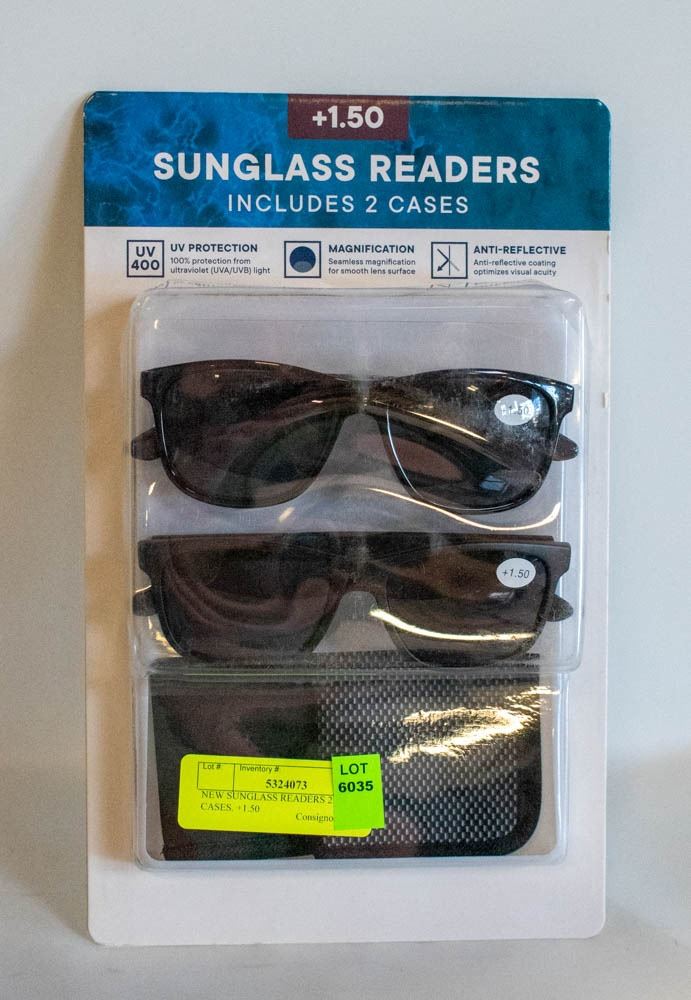 +1.50
SUNGLASS READERS
INCLUDES 2 CASES
UV
400
UV PROTECTION
100% protection from
ultraviolet (UVA/UVB) light
MAGNIFICATION
Seamless magnification
for smooth lens surface
ANTI-REFLECTIVE
Anti-reflective coating
optimizes visual acuity
+1.50
+1.50
Lot #
Inventory #
5324073
NEW SUNGLASS READERS 2
CASES, +1.50
Consigno
LOT
6035